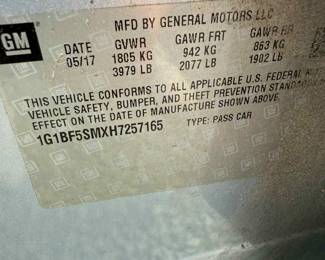 GM
MFD BY GENERAL MOTORS LLC
DATE GVWR GAWR FRT GAWR RR
05/17 1805 KG 942 KG 863 KG
3979 LB 2077 LB 1902 LB
THIS VEHICLE CONFORMS TO ALL APPLICABLE U.S. FEDERAL
VEHICLE SAFETY, BUMPER, AND THEFT PREVENTION
EFFECT ON THE DATE OF MANUFACTURE SHOWN ABOVE.
1G1BF5SMXH7257165 TYPE: PASS CAR